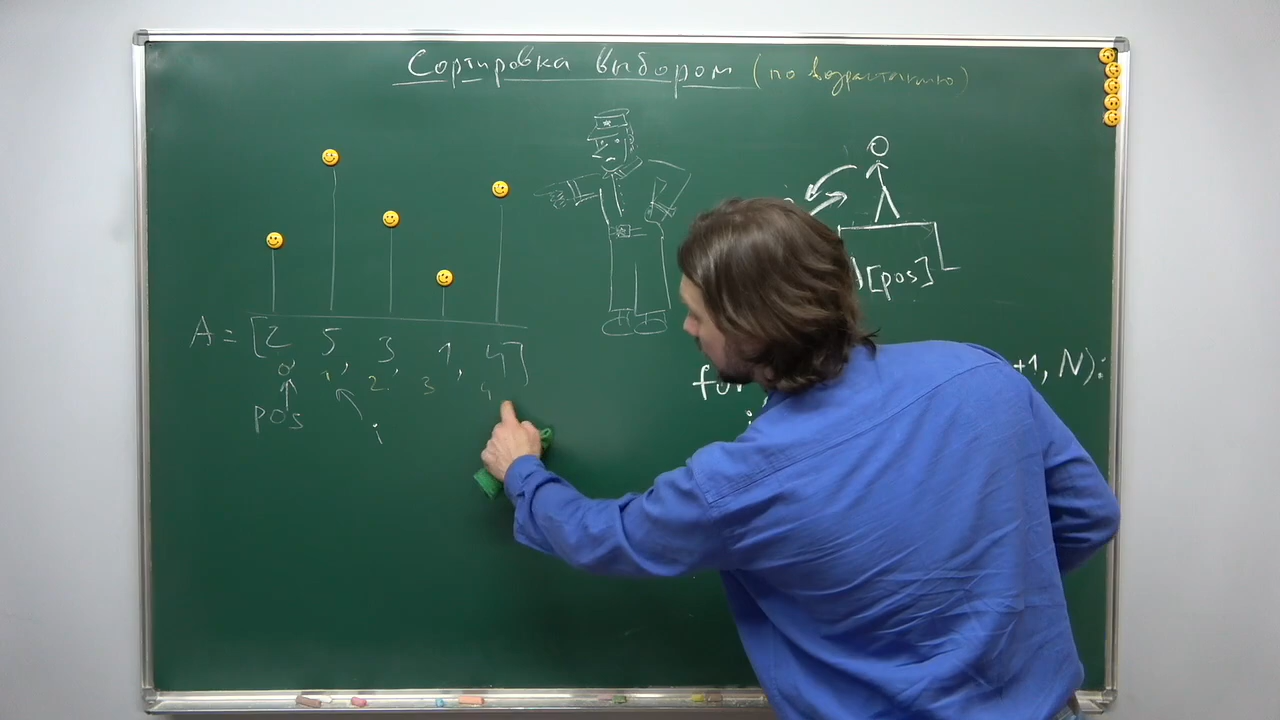 Сортировка выбором (по возрастанию)
A = [2, 5, 3, 1, 4]
0 1 2 3 4
pos i
[pos]
for +1, N):